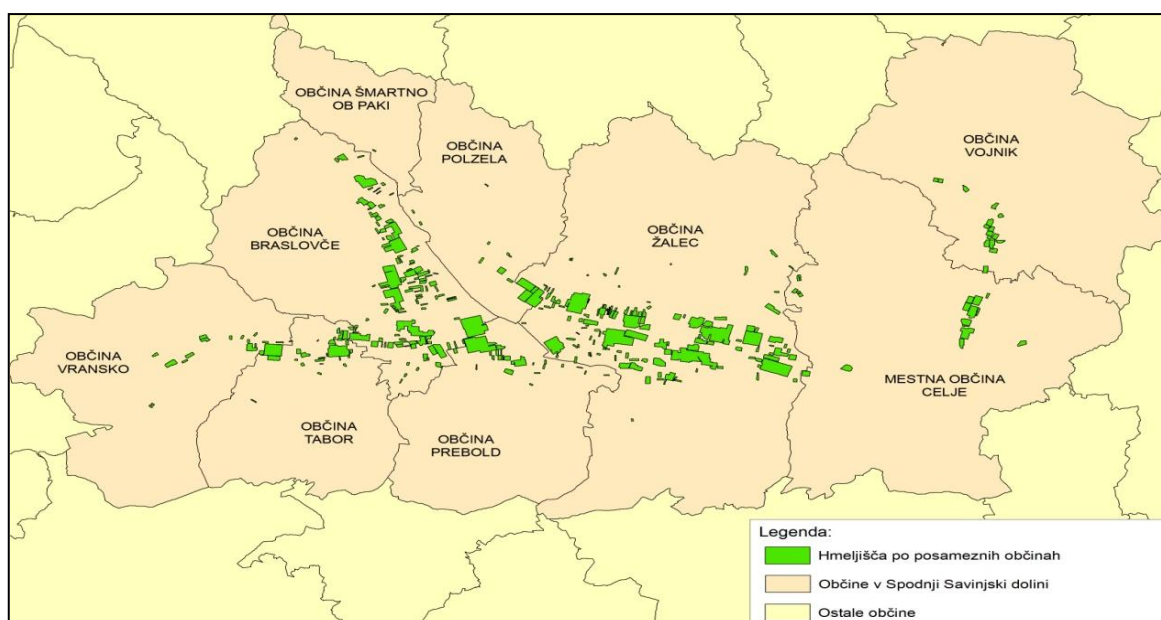 OBČINA ŠMARTNO
OB PAKI
OBČINA
POLZELA
OBČINA
VOJNIK
OBČINA
BRASLOVČE
OBČINA
ŽALEC
OBČINA
VRANSKO
MESTNA OBČINA
CELJE
OBČINA
TABOR
OBČINA
PREBOLD
Legenda:
Hmeljišča po posameznih občinah
Občine v Spodnji Savinjski dolini
Ostale občine